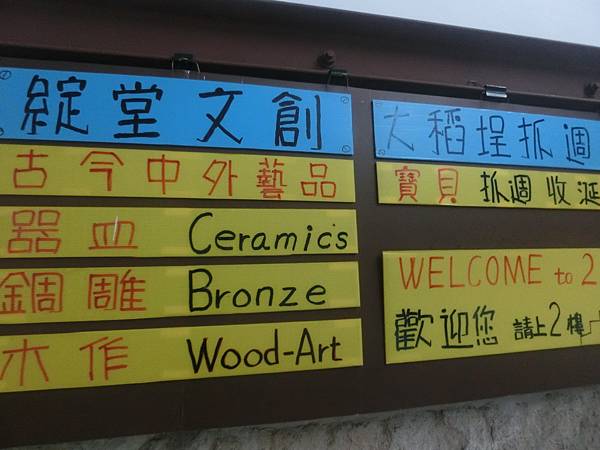 綻堂文創
古今中外藝品
器皿 Ceramics
銅雕 Bronze
木作 Wood-Art
大稻埕抓週
寶貝 抓週 收涎
WELCOME to 2
歡迎您 請上2樓